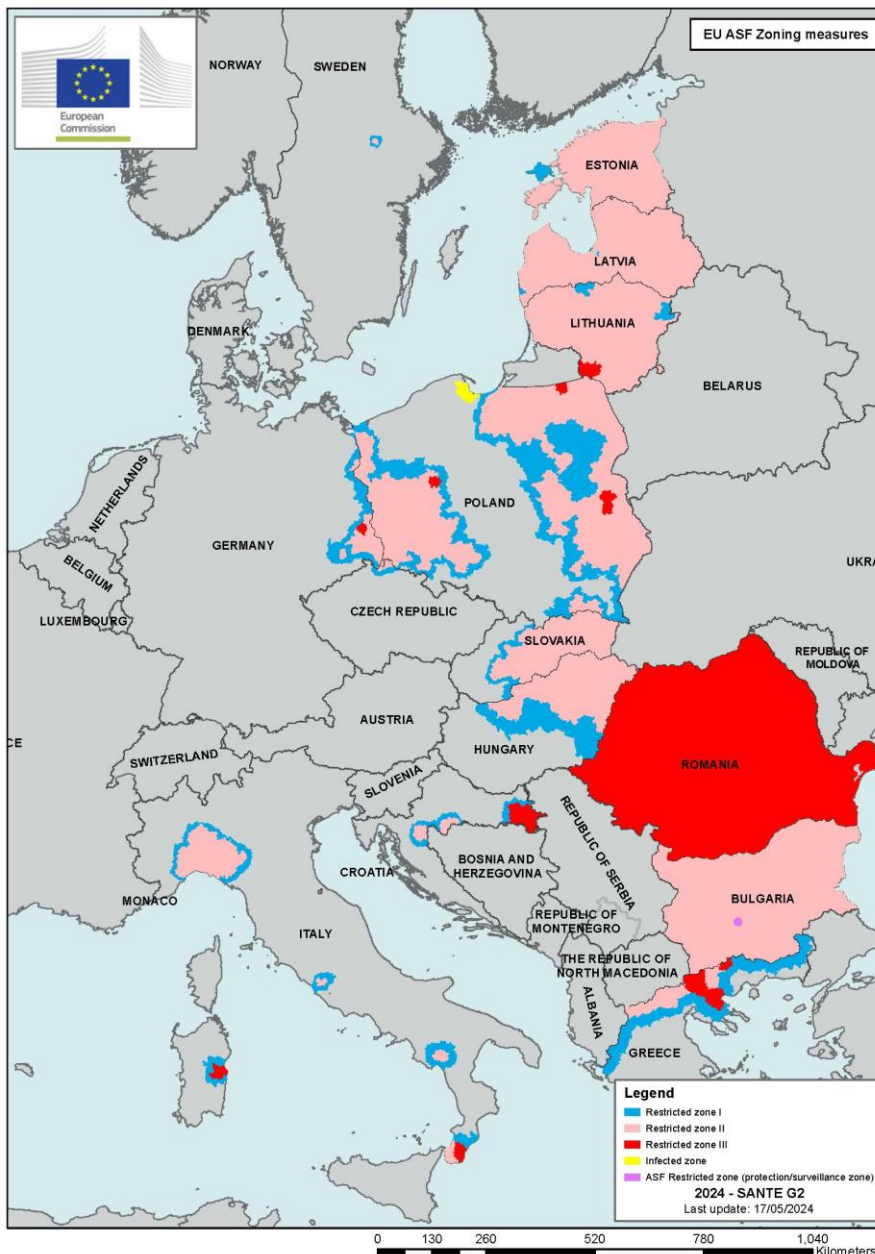 EU ASF Zoning measures
European
Commission
NORWAY
SWEDEN
ESTONIA
LATVIA
LITHUANIA
DENMARK
BELARUS
NETHERLANDS
POLAND
GERMANY
BELGIUM
UKRA
LUXEMBOURG
CZECH REPUBLIC
SLOVAKIA
REPUBLIC OF
MOLDOVA
AUSTRIA
CE
SWITZERLAND
HUNGARY
ROMANIA
SLOVENIA
REPUBLIC OF SERBIA
BOSNIA AND
HERZEGOVINA
CROATIA
MONACO
BULGARIA
ITALY
REPUBLIC OF
MONTENEGRO
THE REPUBLIC OF
NORTH MACEDONIA
ALBANIA
GREECE
Legend
Restricted zone I
Restricted zone II
Restricted zone III
Infected zone
ASF Restricted zone (protection/surveillance zone)
2024 - SANTE G2
Last update: 17/05/2024
0 130 260 520 780 1,040
Kilometers